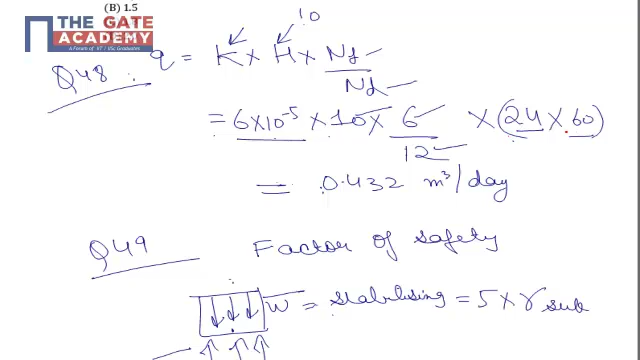 (B) 1.5
THE GATE ACADEMY
A Forum of IIT / IISC Graduates
10
Q48 : q = K × H × Nf / Nd
= 6×10⁻⁵ × 10 × 6 / 12 × (24 × 60)
= 0.432 m³/day
Q49 Factor of safety
W = stabilising = 5 × γ sub